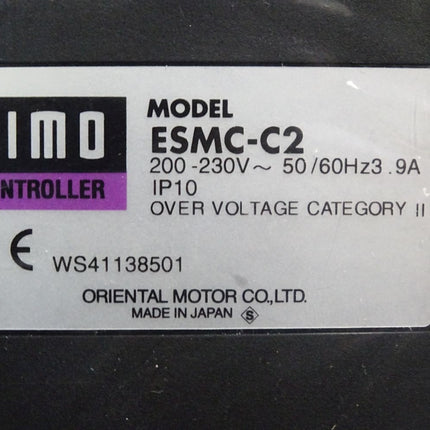 IMO
NTROLLER
MODEL
ESMC-C2
200-230V~ 50/60Hz3.9A
IP10
OVER VOLTAGE CATEGORY II
CE WS41138501
ORIENTAL MOTOR CO.,LTD.
MADE IN JAPAN S